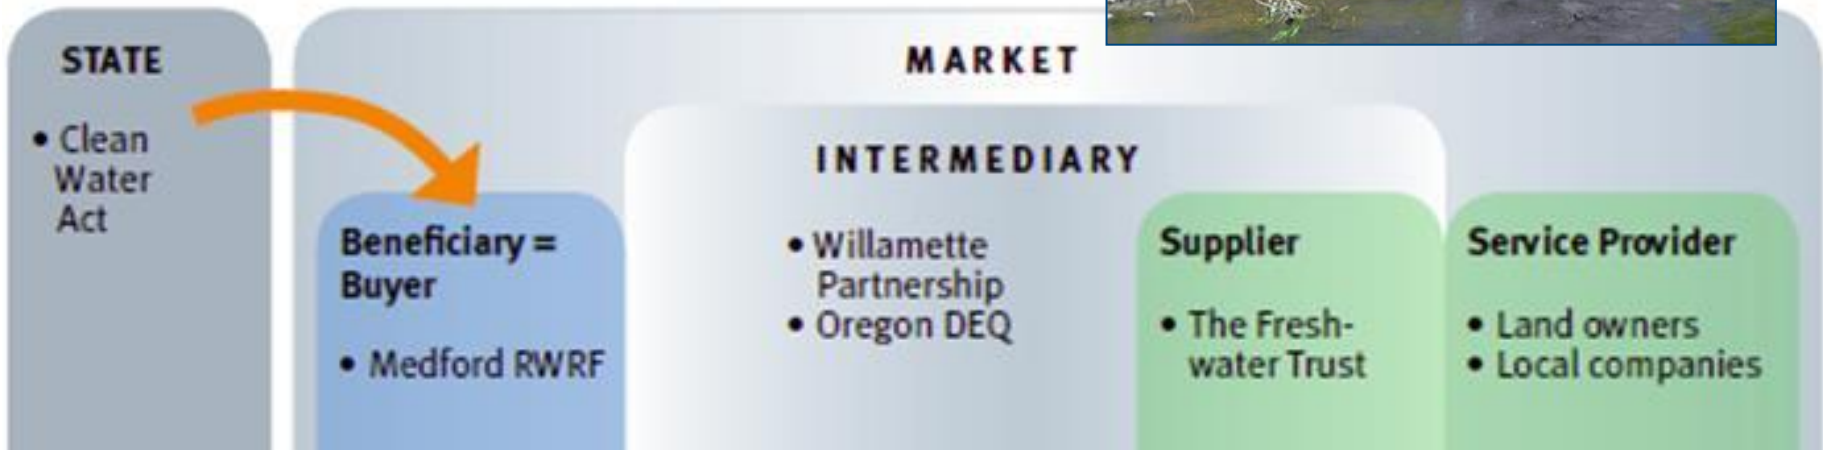 STATE
• Clean
Water
Act
MARKET
Beneficiary =
Buyer
• Medford RWRF
INTERMEDIARY
• Willamette
Partnership
• Oregon DEQ
Supplier
• The Fresh-
water Trust
Service Provider
• Land owners
• Local companies